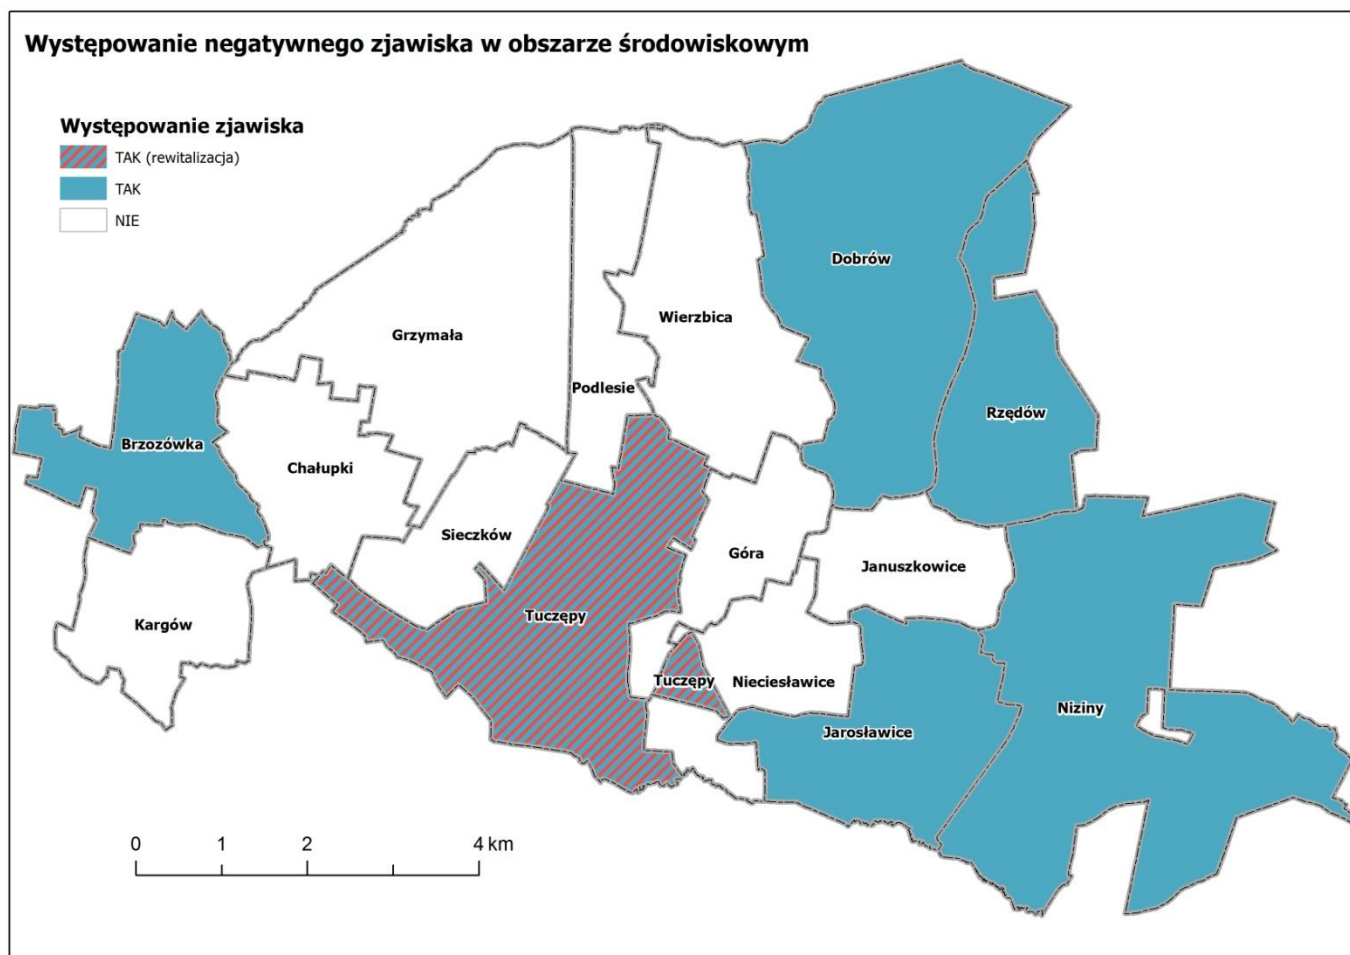 Występowanie negatywnego zjawiska w obszarze środowiskowym
Występowanie zjawiska
TAK (rewitalizacja)
TAK
NIE
Dobrów
Wierzbica
Grzymała
Podlesie
Rzędów
Brzozówka
Chałupki
Sieczków
Góra
Januszkowice
Tuczępy
Kargów
Tuczępy
Nieciesławice
Niziny
Jarosławice
0 1 2 4 km